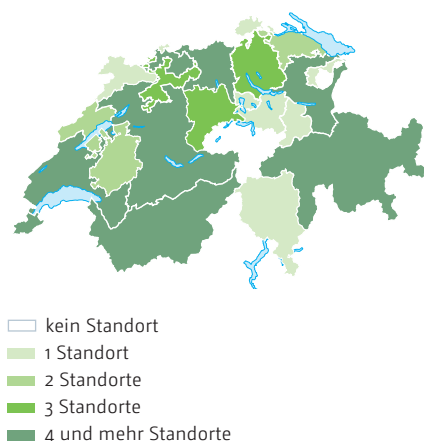 kein Standort
1 Standort
2 Standorte
3 Standorte
4 und mehr Standorte